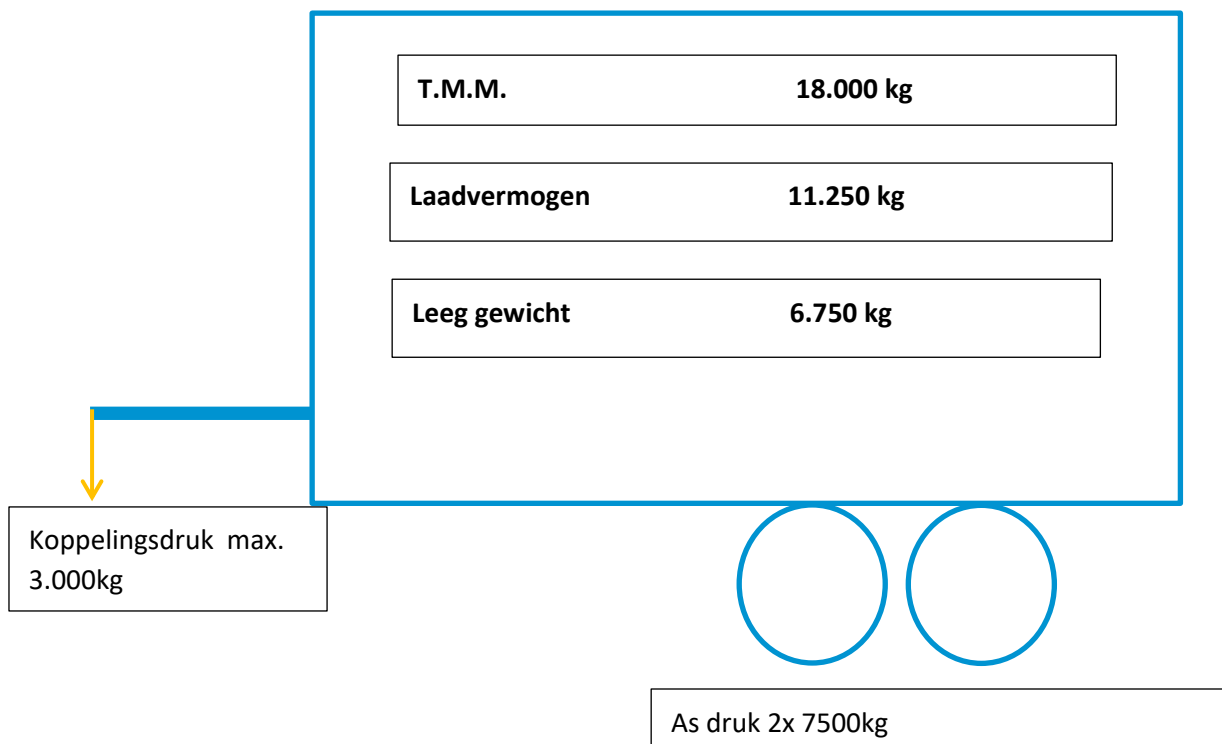 T.M.M. 18.000 kg
Laadvermogen 11.250 kg
Leeg gewicht 6.750 kg
Koppelingsdruk max.
3.000kg
As druk 2x 7500kg